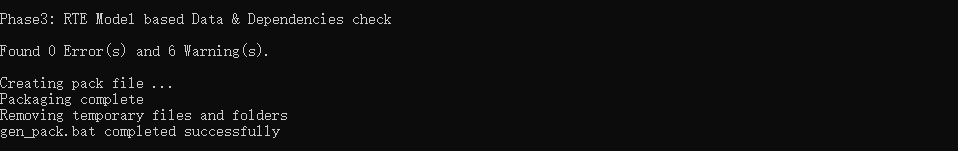 Phase3: RTE Model based Data & Dependencies check
Found 0 Error(s) and 6 Warning(s).
Creating pack file ...
Packaging complete
Removing temporary files and folders
gen_pack.bat completed successfully